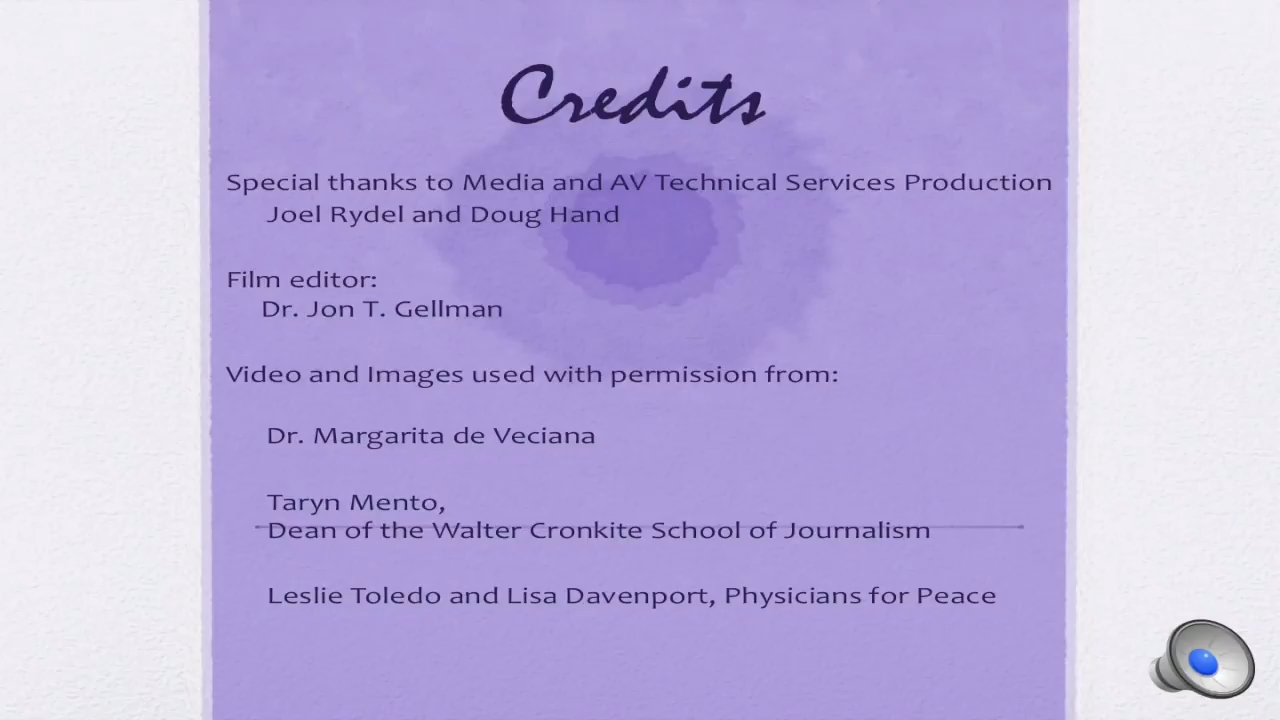 Credits
Special thanks to Media and AV Technical Services Production
Joel Rydel and Doug Hand
Film editor:
Dr. Jon T. Gellman
Video and Images used with permission from:
Dr. Margarita de Veciana
Taryn Mento,
Dean of the Walter Cronkite School of Journalism
Leslie Toledo and Lisa Davenport, Physicians for Peace